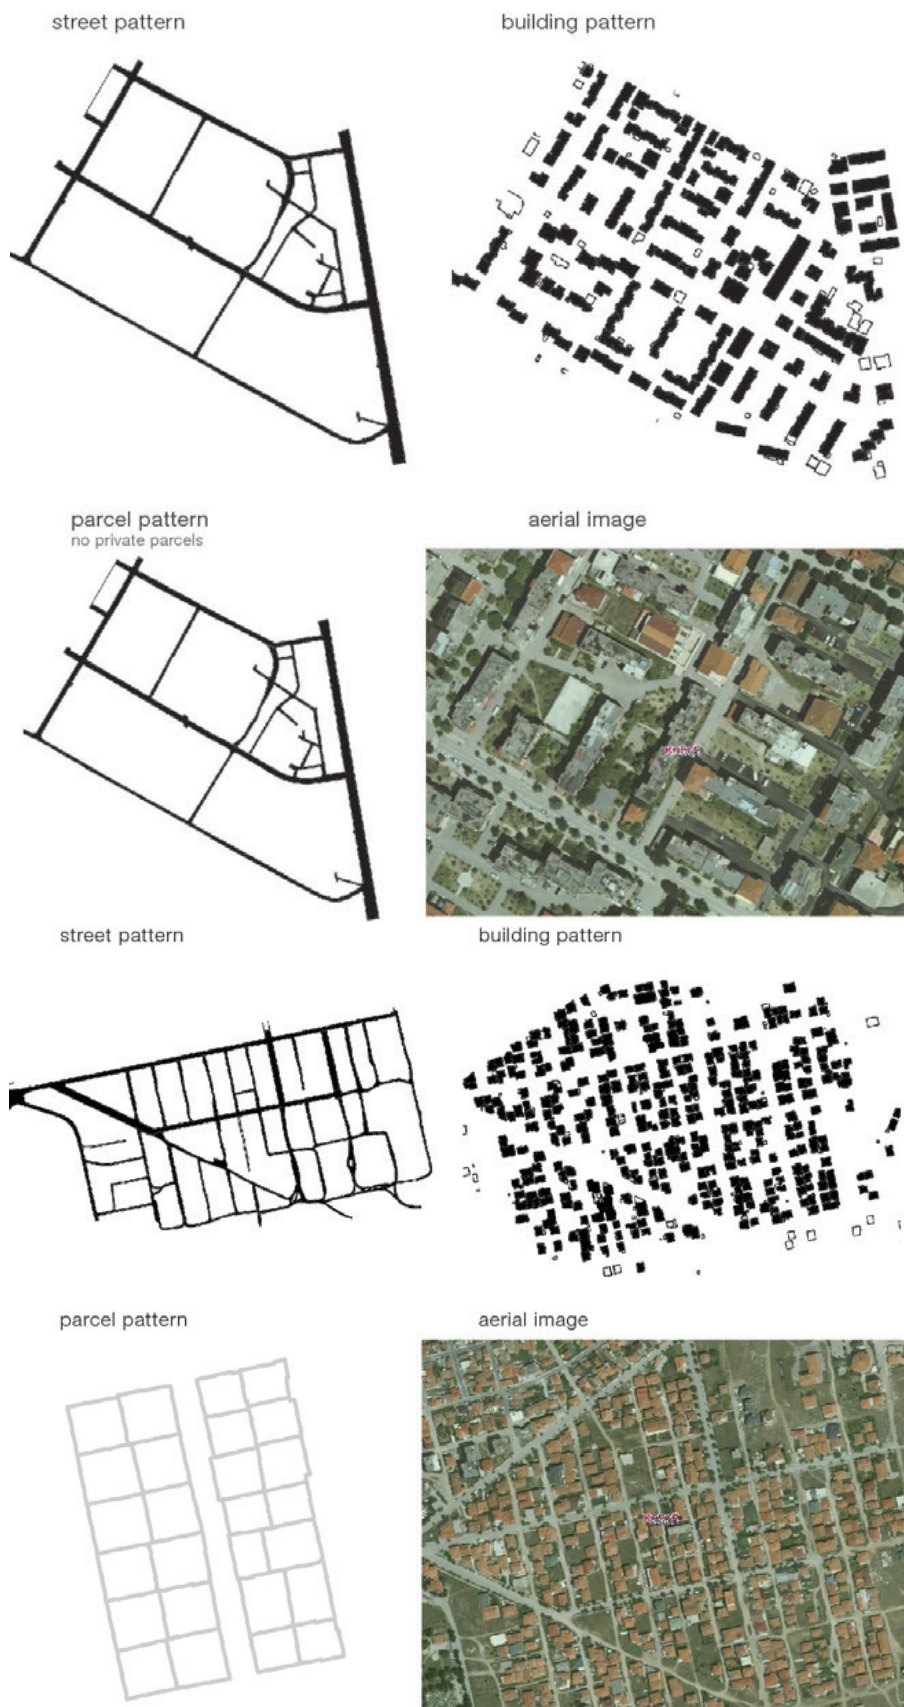 street pattern
building pattern
parcel pattern
no private parcels
aerial image
street pattern
building pattern
parcel pattern
aerial image